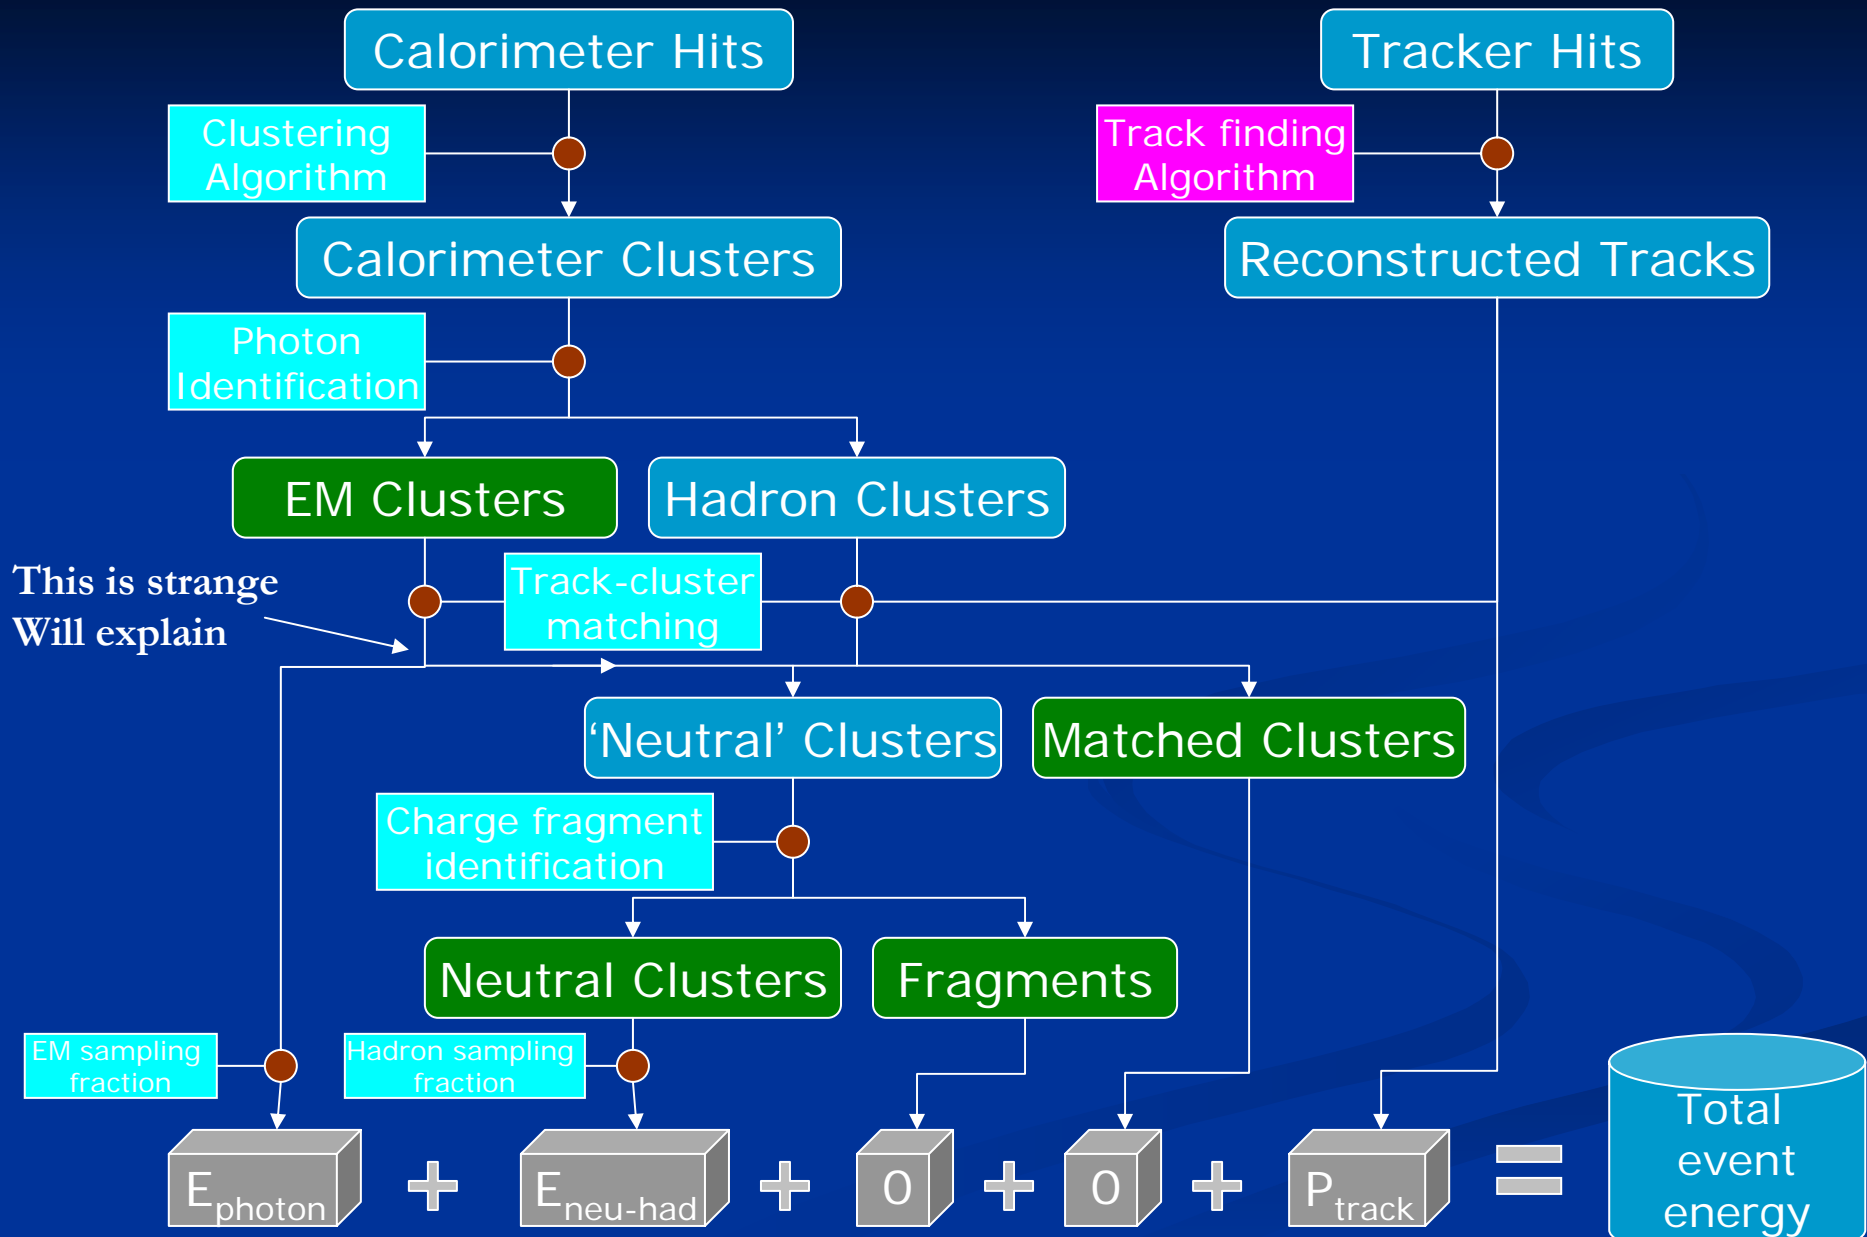 Calorimeter Hits
Tracker Hits
Clustering
Algorithm
Track finding
Algorithm
Calorimeter Clusters
Reconstructed Tracks
Photon
Identification
EM Clusters
Hadron Clusters
This is strange
Will explain
Track-cluster
matching
‘Neutral’ Clusters
Matched Clusters
Charge fragment
identification
Neutral Clusters
Fragments
EM sampling
fraction
Hadron sampling
fraction
Ephoton + Eneu-had + 0 + 0 + Ptrack =
Total
event
energy